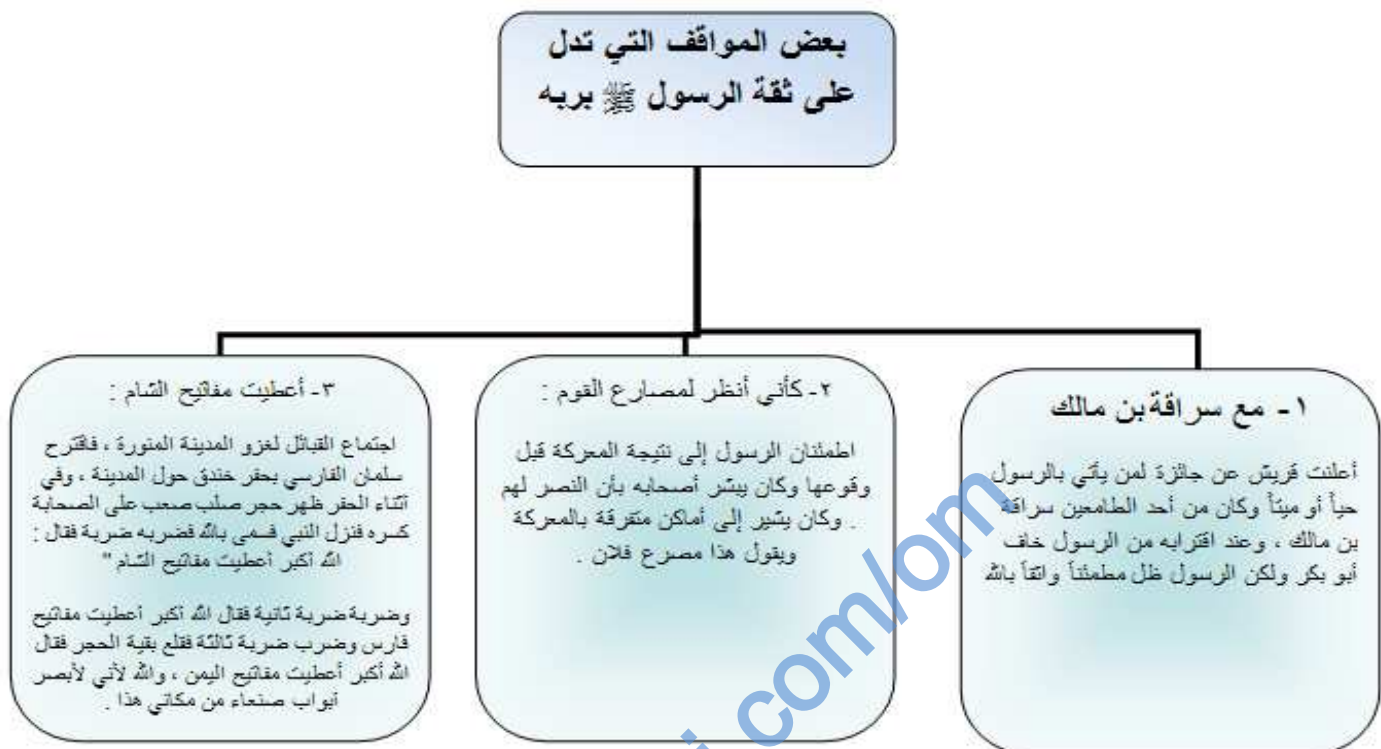 بعض المواقف التي تدل
على ثقة الرسول ﷺ بربه
١- مع سراقة بن مالك
أعلنت قريش عن جائزة لمن يأتي بالرسول
حياً أو ميتاً وكان من أحد الطامعين سراقة
بن مالك ، وعند اقترابه من الرسول خاف
أبو بكر ولكن الرسول ظل مطمئناً واثقاً بالله
٢- كأني أنظر لمصارع القوم :
اطمئنان الرسول إلى نتيجة المعركة قبل
وقوعها وكان يبشر أصحابه بأن النصر لهم
. وكان يشير إلى أماكن متفرقة بالمعركة
ويقول هذا مصرع فلان .
٣- أعطيت مفاتيح الشام :
اجتماع القبائل لغزو المدينة المنورة ، فاقترح
سلمان الفارسي بحفر خندق حول المدينة ، وفي
أثناء الحفر ظهر حجر صلب صعب على الصحابة
كسره فنزل النبي فسمى بالله فضربه ضربة فقال :
الله أكبر أعطيت مفاتيح الشام "
وضربة ضربة ثانية فقال الله أكبر أعطيت مفاتيح
فارس وضرب ضربة ثالثة فقلع بقية الحجر فقال
الله أكبر أعطيت مفاتيح اليمن ، والله لأني لأبصر
أبواب صنعاء من مكاني هذا .
com/om